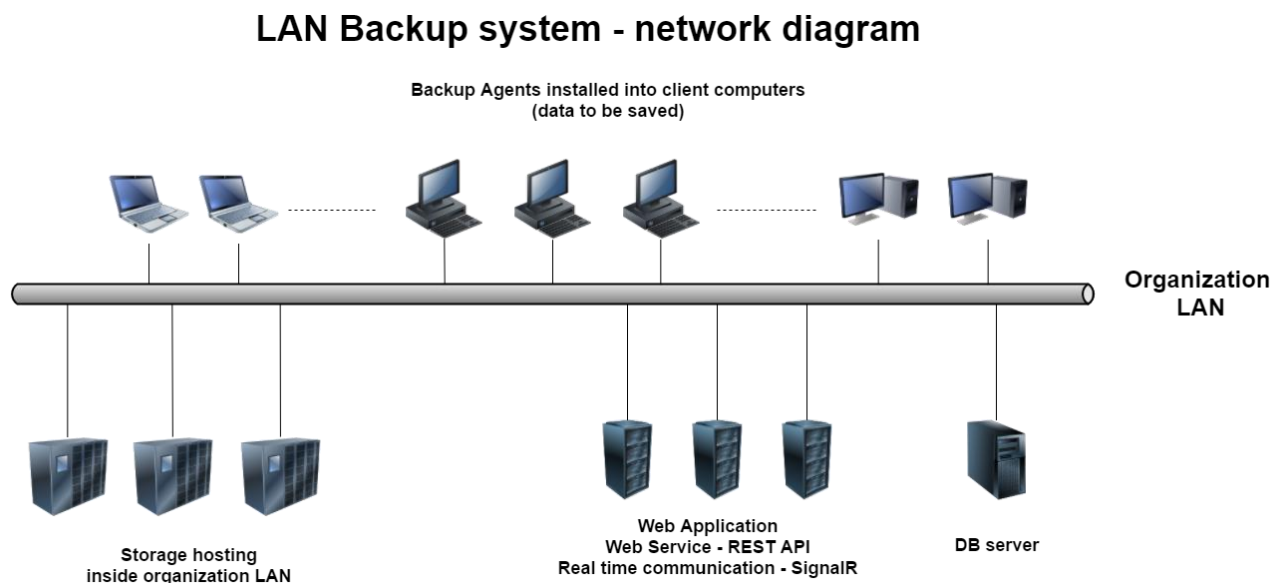 LAN Backup system - network diagram
Backup Agents installed into client computers
(data to be saved)
Organization
LAN
Storage hosting
inside organization LAN
Web Application
Web Service - REST API
Real time communication - SignalR
DB server